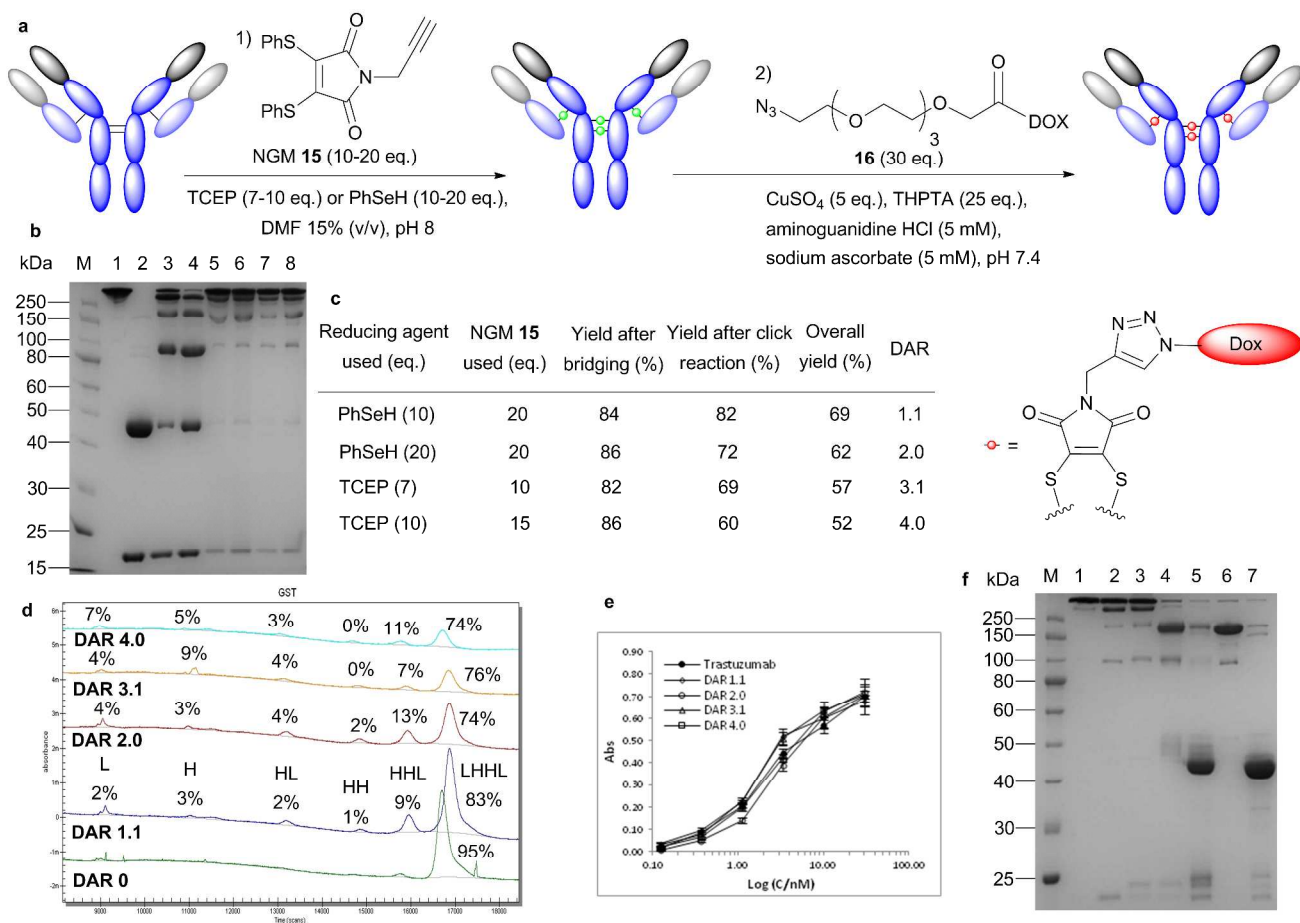 a
1)
PhS
PhS
O
O
N
NGM 15 (10-20 eq.)
TCEP (7-10 eq.) or PhSeH (10-20 eq.),
DMF 15% (v/v), pH 8
2)
N3
O
3
O
O
DOX
16 (30 eq.)
CuSO4 (5 eq.), THPTA (25 eq.),
aminoguanidine HCl (5 mM),
sodium ascorbate (5 mM), pH 7.4
b
kDa M 1 2 3 4 5 6 7 8
250
150
100
80
60
50
40
30
25
15
c
Reducing agent used (eq.) NGM 15 used (eq.) Yield after bridging (%) Yield after click reaction (%) Overall yield (%) DAR
PhSeH (10) 20 84 82 69 1.1
PhSeH (20) 20 86 72 62 2.0
TCEP (7) 10 82 69 57 3.1
TCEP (10) 15 86 60 52 4.0
N=N
N
Dox
N
O
O
S
S
=
d
GST
7% 5% 3% 0% 11% 74%
DAR 4.0
4% 9% 4% 0% 7% 76%
DAR 3.1
4% 3% 4% 2% 13% 74%
DAR 2.0
L H HL HH HHL LHHL
2% 3% 2% 1% 9% 83%
DAR 1.1
95%
DAR 0
absorbance
6n
4n
2n
0n
-1n
-2n
9000 10000 11000 12000 13000 14000 15000 16000 17000 18000
Time (scans)
e
Abs
0.90
0.80
0.70
0.60
0.50
0.40
0.30
0.20
0.10
0.00
0.10 1.00 10.00 100.00
Log (C/nM)
Trastuzumab
DAR 1.1
DAR 2.0
DAR 3.1
DAR 4.0
f
kDa M 1 2 3 4 5 6 7
250
150
100
80
60
50
40
30
25